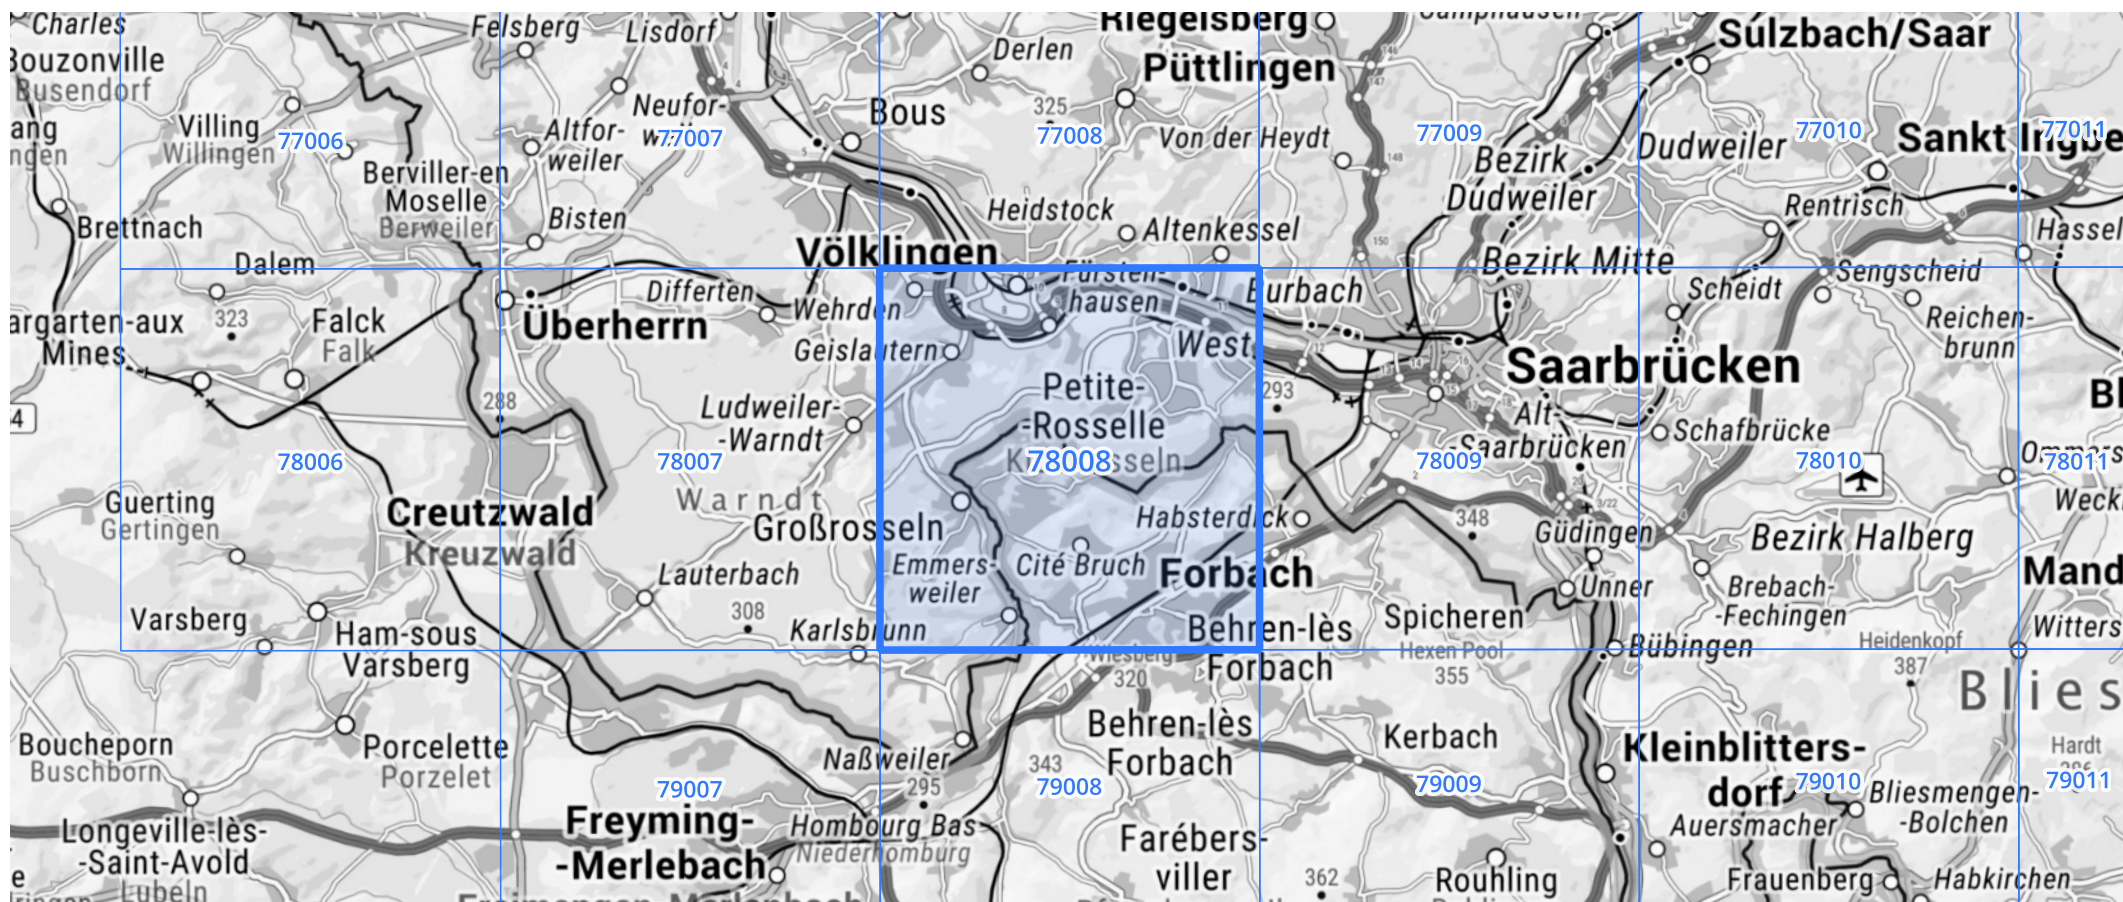 Charles
Felsberg
Lisdorf
Derlen
Riegelsberg
Püttlingen
Sulzbach/Saar
Bouzonville
Busendorf
Neufor-
325
Bous
Villing
Willingen
77006
Altfor-
weiler
77007
77008
Von der Heydt
77009
Bezirk
Dudweiler
Dudweiler
77010
Sankt Ingbe
77011
Berviller-en
Moselle
Berweiler
Brettnach
Bisten
Heidstock
Altenkessel
Rentrisch
Hassel
Dalem
Völklingen
Bezirk Mitte
Sengscheid
Fürsten-
hausen
Differten
Wehrden
Burbach
Scheidt
argarten-aux
Mines
323
Falck
Falk
Überherrn
Geislautern
West
Reichen-
brunn
Saarbrücken
288
Ludweiler-
-Warndt
Petite-
-Rosselle
293
Alt-
-Saarbrücken
Schafbrücke
78006
78007
78008
78009
78010
78011
Guerting
Gertingen
Creutzwald
Kreuzwald
Warndt
Großrosseln
Habsterdick
348
Güdingen
Bezirk Halberg
Lauterbach
308
Emmers-
weiler
Cité Bruch
Forbach
Unner
Brebach-
-Fechingen
Mand
Varsberg
Ham-sous
Varsberg
Karlsbrunn
Behren-lès
Forbach
Spicheren
Hexen Pool
355
Bübingen
Heidenkopf
387
Witters
Wiesberg
320
Blies
Boucheporn
Buschborn
Porcelette
Porzelet
Naßweiler
295
343
Behren-lès
Forbach
Kerbach
Kleinblitters-
dorf
Hardt
79007
79008
79009
79010
79011
Longeville-lès-
-Saint-Avold
Lubeln
Freyming-
-Merlebach
Hombourg Bas
Niederhomburg
Farébers-
viller
362
Rouhling
Auersmacher
Bliesmengen-
-Bolchen
Frauenberg
Habkirchen